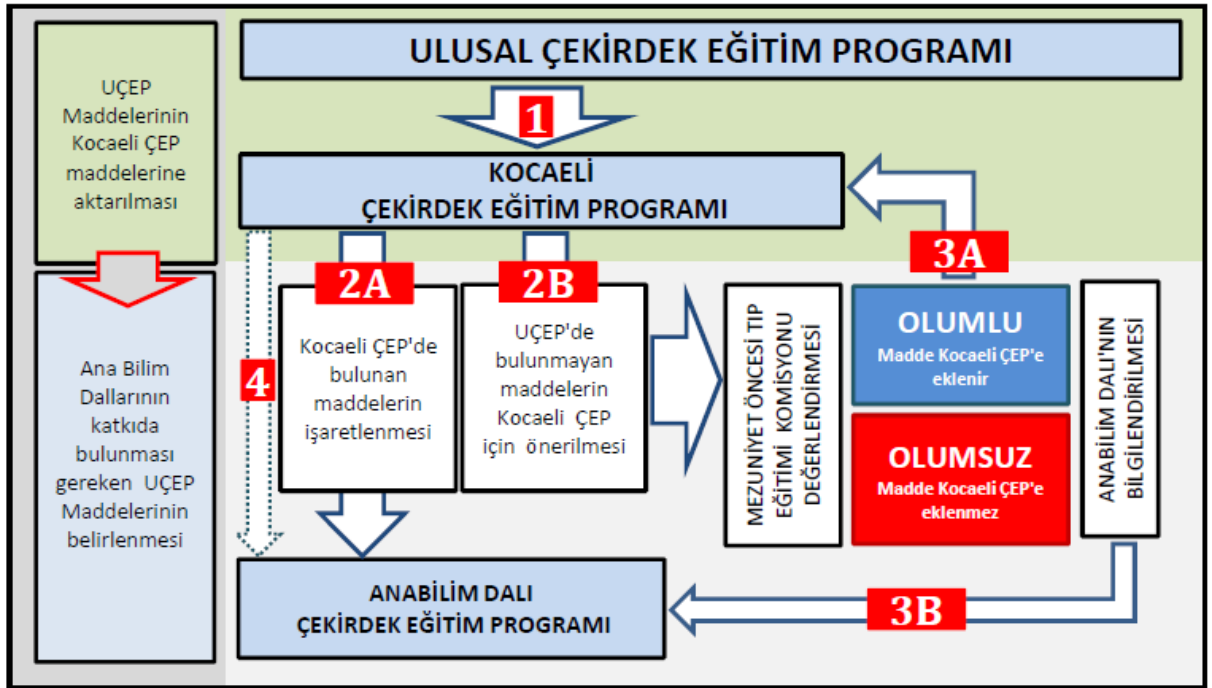 UÇEP
Maddelerinin
Kocaeli ÇEP
maddelerine
aktarılması
Ana Bilim
Dallarının
katkıda
bulunması
gereken UÇEP
Maddelerinin
belirlenmesi
ULUSAL ÇEKİRDEK EĞİTİM PROGRAMI
1
KOCAELİ
ÇEKİRDEK EĞİTİM PROGRAMI
2A
2B
3A
4
Kocaeli ÇEP'de
bulunan
maddelerin
işaretlenmesi
UÇEP'de
bulunmayan
maddelerin
Kocaeli ÇEP
için önerilmesi
MEZUNİYET ÖNCESİ TIP
EĞİTİMİ KOMİSYONU
DEĞERLENDİRMESİ
OLUMLU
Madde Kocaeli ÇEP'e
eklenir
OLUMSUZ
Madde Kocaeli ÇEP'e
eklenmez
ANABİLİM DALI'NIN
BİLGİLENDİRİLMESİ
ANABİLİM DALI
ÇEKİRDEK EĞİTİM PROGRAMI
3B